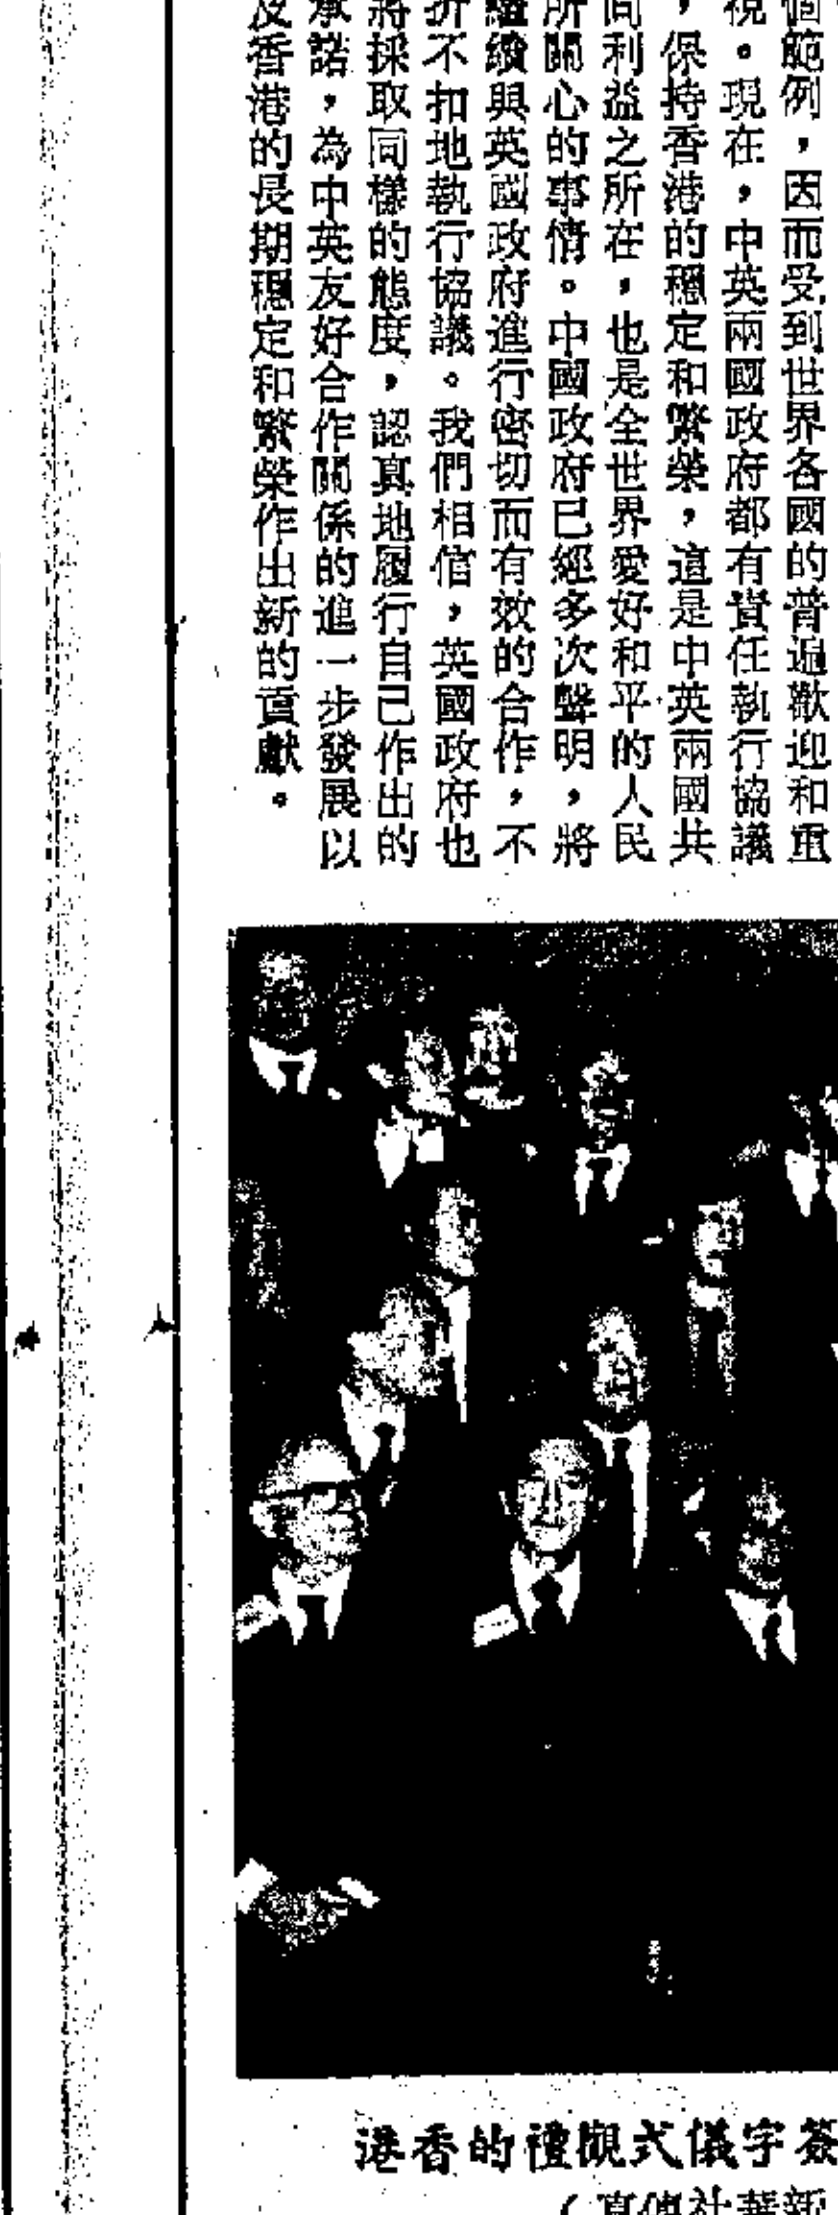 個範例，因而受到世界各國的普遍歡迎和重
視。現在，中英兩國政府都有責任執行協議
，保持香港的穩定和繁榮，這是中英兩國共
同利益之所在，也是全世界愛好和平的人民
所關心的事情。中國政府已經多次聲明，將
繼續與英國政府進行密切而有效的合作，不
折不扣地執行協議。我們相信，英國政府也
將採取同樣的態度，認真地履行自己作出的
承諾，為中英友好合作關係的進一步發展以
及香港的長期穩定和繁榮作出新的貢獻。
簽字儀式觀禮的香港
新華社傳真（